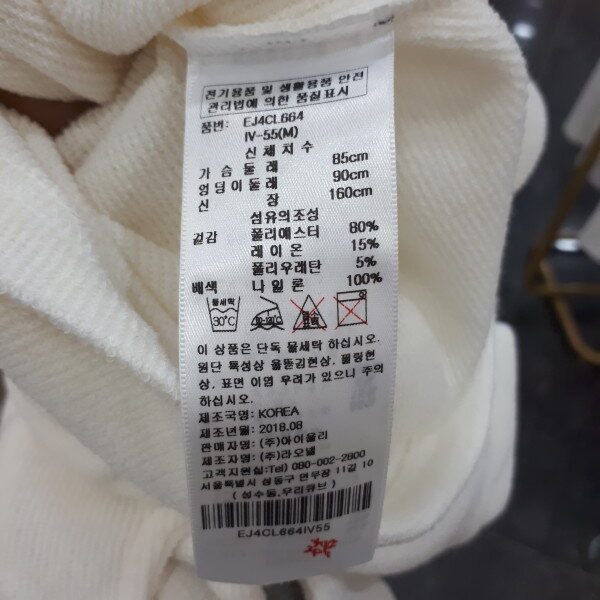 전기용품 및 생활용품 안전
관리법에 의한 품질표시
품번: EJ4CL664
IV-55(M)
신체치수
가슴둘레 85cm
엉덩이둘레 90cm
신장 160cm
섬유의조성
겉감 폴리에스터 80%
레이온 15%
폴리우레탄 5%
배색 나일론 100%
물세탁
30℃
이 상품은 단독 물세탁 하십시오.
원단 특성상 올뜯김현상, 필링현
상, 표면 이염 우려가 있으니 주의
하십시오.
제조국명: KOREA
제조년월: 2018.08
판매자명: (주)아이올리
제조자명: (주)라오델
고객지원실:Tel) 080-002-2800
서울특별시 성동구 연무장 11길 10
(성수동,우리큐브)
EJ4CL664IV55